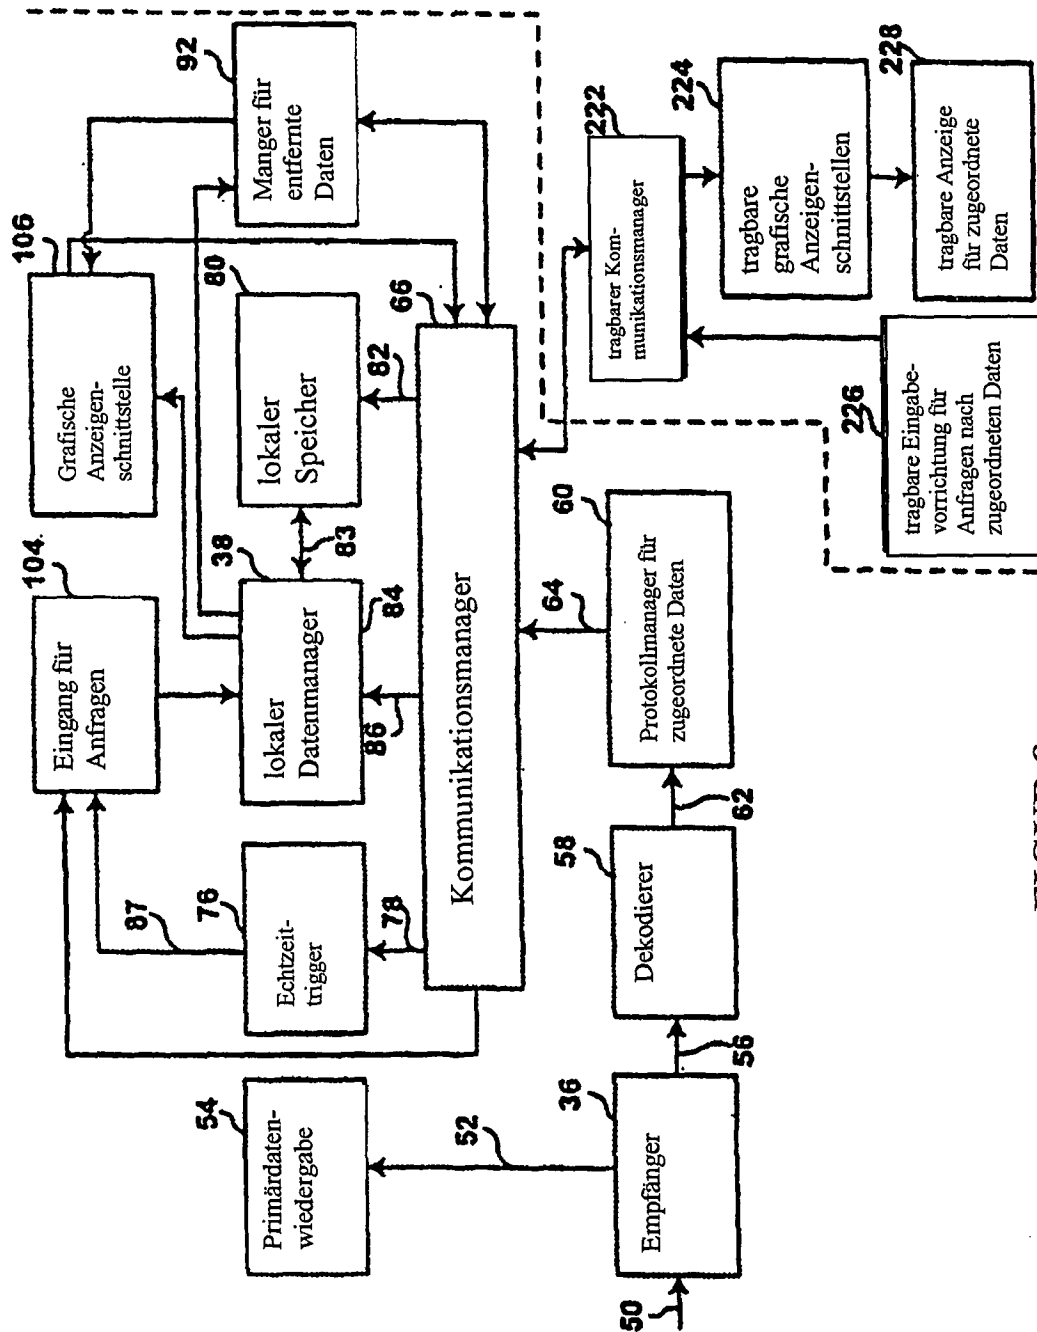 106
Grafische
Anzeigen-
schnittstelle
92
Manger für
entfernte
Daten
104.
Eingang für
Anfragen
80
lokaler
Speicher
38
lokaler
Datenmanager
83
84
82
66
86
87
76
Echtzeit-
trigger
78
Kommunikationsmanager
54
Primärdaten-
wiedergabe
52
50
36
Empfänger
56
58
Dekodierer
62
60
Protokollmanager für
zugeordnete Daten
64
222
tragbarer Kom-
munikationsmanager
224
tragbare
grafische
Anzeigen-
schnittstellen
228
tragbare Anzeige
für zugeordnete
Daten
226
tragbare Eingabe-
vorrichtung für
Anfragen nach
zugeordneten Daten
FIGUR